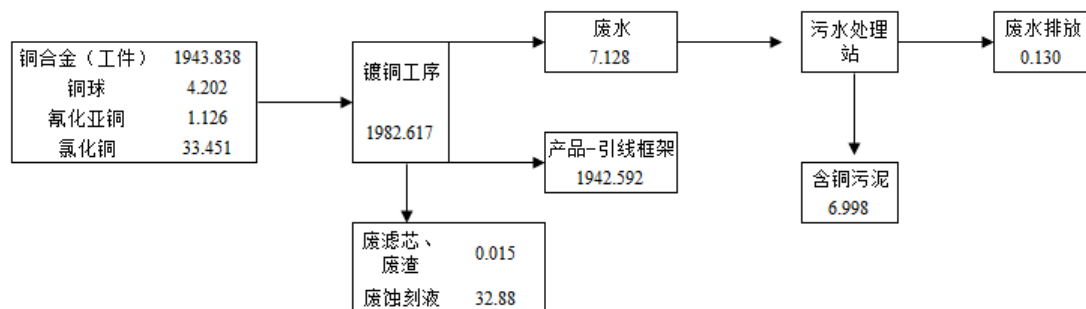 铜合金（工件） 1943.838
铜球 4.202
氰化亚铜 1.126
氯化铜 33.451
镀铜工序
1982.617
废水
7.128
污水处理
站
废水排放
0.130
产品-引线框架
1942.592
含铜污泥
6.998
废滤芯、
废渣 0.015
废蚀刻液 32.88